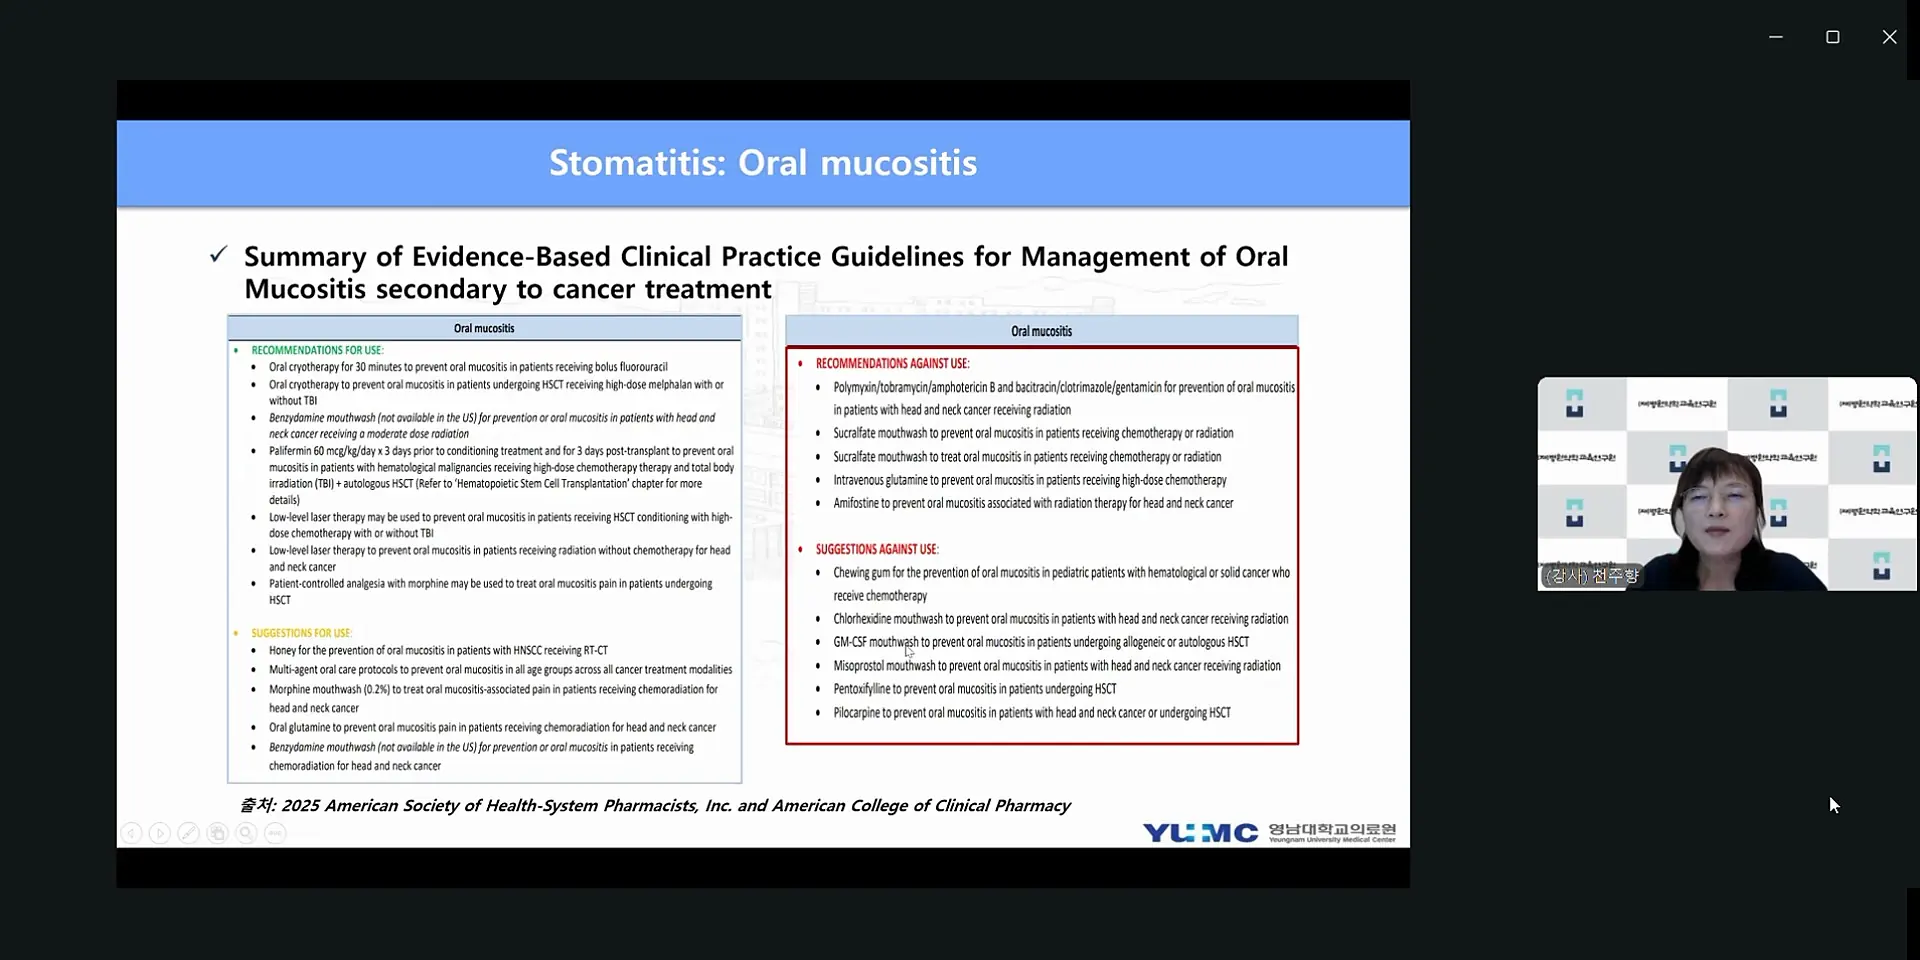 Stomatitis: Oral mucositis
✓ Summary of Evidence-Based Clinical Practice Guidelines for Management of Oral
Mucositis secondary to cancer treatment
Oral mucositis
• RECOMMENDATIONS FOR USE:
• Oral cryotherapy for 30 minutes to prevent oral mucositis in patients receiving bolus fluorouracil
• Oral cryotherapy to prevent oral mucositis in patients undergoing HSCT receiving high-dose melphalan with or
without TBI
• Benzydamine mouthwash (not available in the US) for prevention or oral mucositis in patients with head and
neck cancer receiving a moderate dose radiation
• Palifermin 60 mcg/kg/day x 3 days prior to conditioning treatment and for 3 days post-transplant to prevent oral
mucositis in patients with hematological malignancies receiving high-dose chemotherapy therapy and total body
irradiation (TBI) + autologous HSCT (Refer to ‘Hematopoietic Stem Cell Transplantation’ chapter for more
details)
• Low-level laser therapy may be used to prevent oral mucositis in patients receiving HSCT conditioning with high-
dose chemotherapy with or without TBI
• Low-level laser therapy to prevent oral mucositis in patients receiving radiation without chemotherapy for head
and neck cancer
• Patient-controlled analgesia with morphine may be used to treat oral mucositis pain in patients undergoing
HSCT
• SUGGESTIONS FOR USE:
• Honey for the prevention of oral mucositis in patients with HNSCC receiving RT-CT
• Multi-agent oral care protocols to prevent oral mucositis in all age groups across all cancer treatment modalities
• Morphine mouthwash (0.2%) to treat oral mucositis-associated pain in patients receiving chemoradiation for
head and neck cancer
• Oral glutamine to prevent oral mucositis pain in patients receiving chemoradiation for head and neck cancer
• Benzydamine mouthwash (not available in the US) for prevention or oral mucositis in patients receiving
chemoradiation for head and neck cancer
Oral mucositis
• RECOMMENDATIONS AGAINST USE:
• Polymyxin/tobramycin/amphotericin B and bacitracin/clotrimazole/gentamicin for prevention of oral mucositis
in patients with head and neck cancer receiving radiation
• Sucralfate mouthwash to prevent oral mucositis in patients receiving chemotherapy or radiation
• Sucralfate mouthwash to treat oral mucositis in patients receiving chemotherapy or radiation
• Intravenous glutamine to prevent oral mucositis in patients receiving high-dose chemotherapy
• Amifostine to prevent oral mucositis associated with radiation therapy for head and neck cancer
• SUGGESTIONS AGAINST USE:
• Chewing gum for the prevention of oral mucositis in pediatric patients with hematological or solid cancer who
receive chemotherapy
• Chlorhexidine mouthwash to prevent oral mucositis in patients with head and neck cancer receiving radiation
• GM-CSF mouthwash to prevent oral mucositis in patients undergoing allogeneic or autologous HSCT
• Misoprostol mouthwash to prevent oral mucositis in patients with head and neck cancer receiving radiation
• Pentoxifylline to prevent oral mucositis in patients undergoing HSCT
• Pilocarpine to prevent oral mucositis in patients with head and neck cancer or undergoing HSCT
출처: 2025 American Society of Health-System Pharmacists, Inc. and American College of Clinical Pharmacy
YUMC 영남대학교의료원
Yeungnam University Medical Center
(강사) 천주향